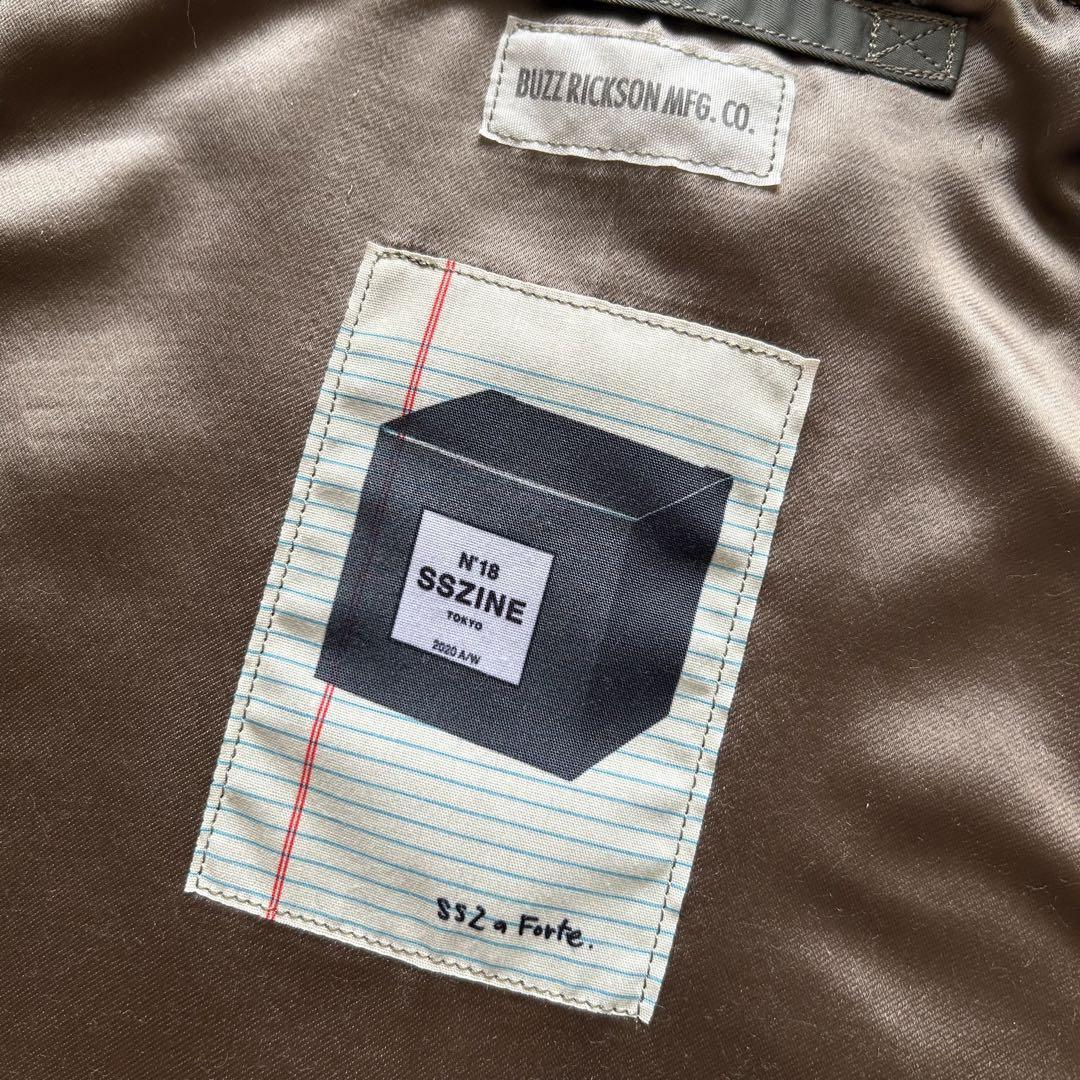 BUZZ RICKSON MFG. CO.
N°18
SSZINE
TOKYO
2020 A/W
SSZ a Forte.